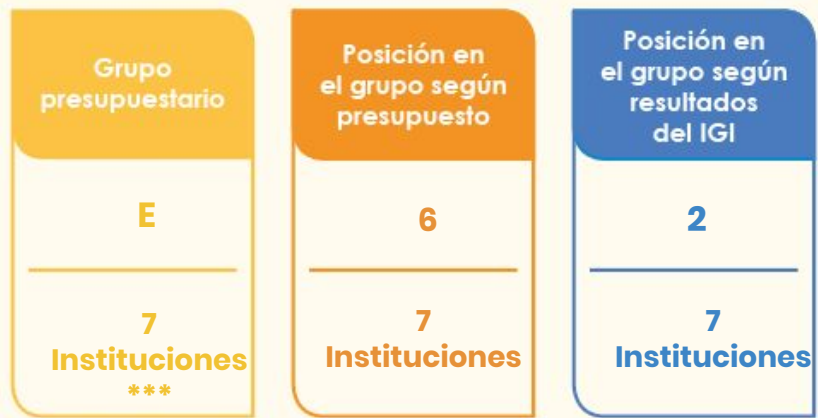 Grupo
presupuestario
E
7
Instituciones
***
Posición en
el grupo según
presupuesto
6
7
Instituciones
Posición en
el grupo según
resultados
del IGI
2
7
Instituciones